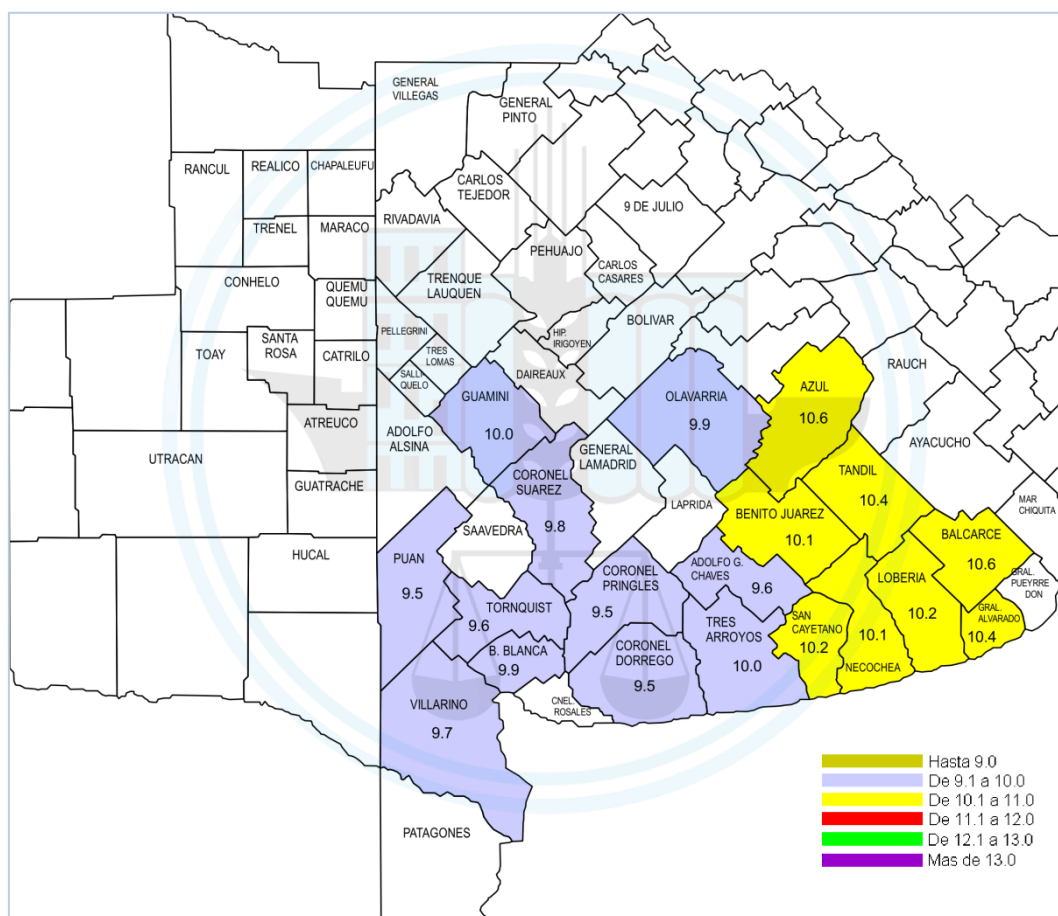 GENERAL
VILLEGAS
GENERAL
PINTO
RANCUL
REALICO
CHAPALEUFU
CARLOS
TEJEDOR
9 DE JULIO
RIVADAVIA
TRENEL
MARACO
PEHUAJO
CARLOS
CASARES
TRENQUE
LAUQUEN
CONHELO
QUEMU
QUEMU
BOLIVAR
PELLEGRINI
HIP.
IRIGOYEN
TOAY
SANTA
ROSA
CATRILO
TRES
LOMAS
SALLI
QUELO
DAIREAUX
RAUCH
GUAMINI
10.0
OLAVARRIA
9.9
AZUL
10.6
ATREUCO
ADOLFO
ALSINA
GENERAL
LAMADRID
AYACUCHO
UTRACAN
GUATRACHE
CORONEL
SUAREZ
9.8
LAPRIDA
TANDIL
10.4
MAR
CHIQUITA
SAAVEDRA
BENITO JUAREZ
10.1
BALCARCE
10.6
HUCAL
PUAN
9.5
CORONEL
PRINGLES
9.5
ADOLFO G.
CHAVES
9.6
LOBERIA
10.2
GRAL.
PUEYRRE
DON
TORNQUIST
9.6
TRES
ARROYOS
10.0
SAN
CAYETANO
10.2
10.1
NECOCHEA
GRAL.
ALVARADO
10.4
B. BLANCA
9.9
CORONEL
DORREGO
9.5
VILLARINO
9.7
CNEL.
ROSALES
PATAGONES
Hasta 9.0
De 9.1 a 10.0
De 10.1 a 11.0
De 11.1 a 12.0
De 12.1 a 13.0
Mas de 13.0